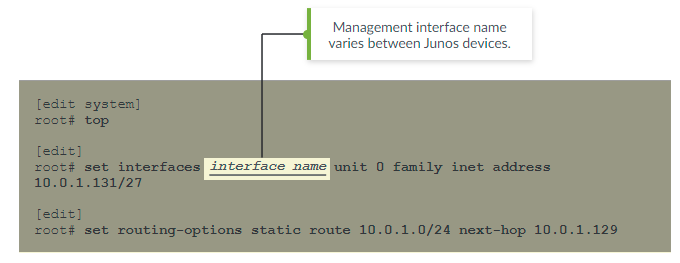 Management interface name
varies between Junos devices.
[edit system]
root# top
[edit]
root# set interfaces interface name unit 0 family inet address
10.0.1.131/27
[edit]
root# set routing-options static route 10.0.1.0/24 next-hop 10.0.1.129